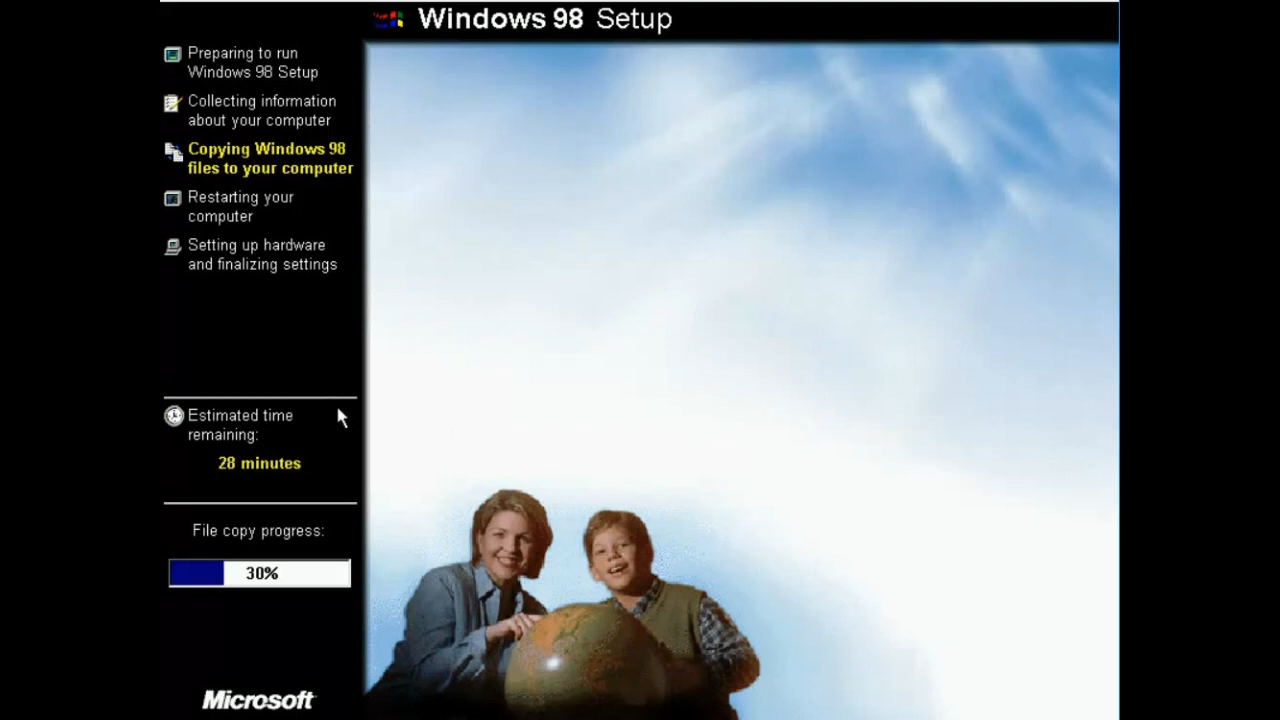 Windows 98 Setup
Preparing to run
Windows 98 Setup
Collecting information
about your computer
Copying Windows 98
files to your computer
Restarting your
computer
Setting up hardware
and finalizing settings
Estimated time
remaining:
28 minutes
File copy progress:
30%
Microsoft